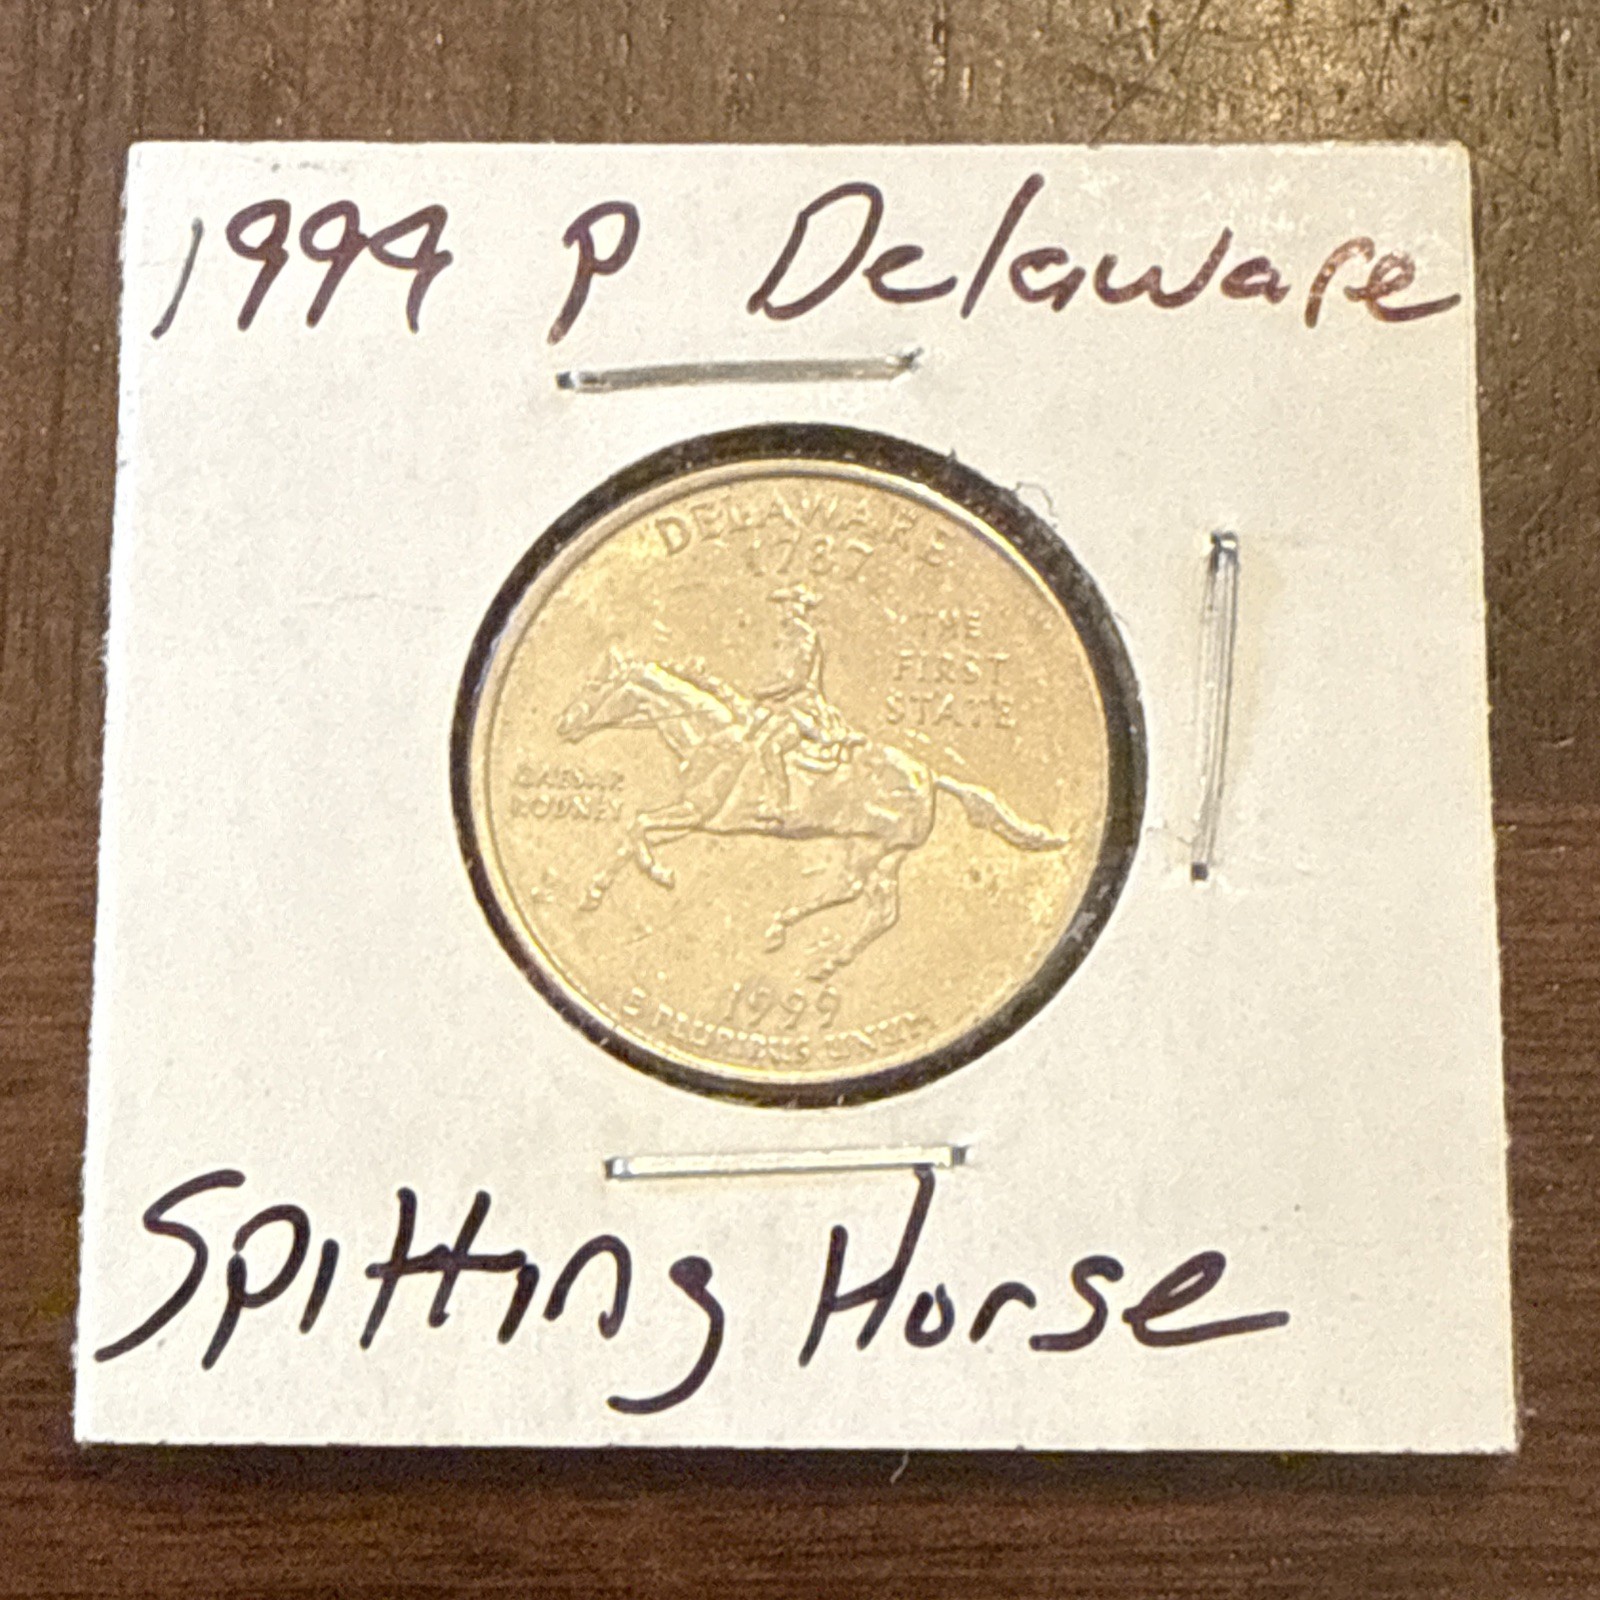 1999 P Delaware
DELAWARE
1787
THE
FIRST
STATE
CAESAR
RODNEY
1999
E PLURIBUS UNUM
Spitting Horse